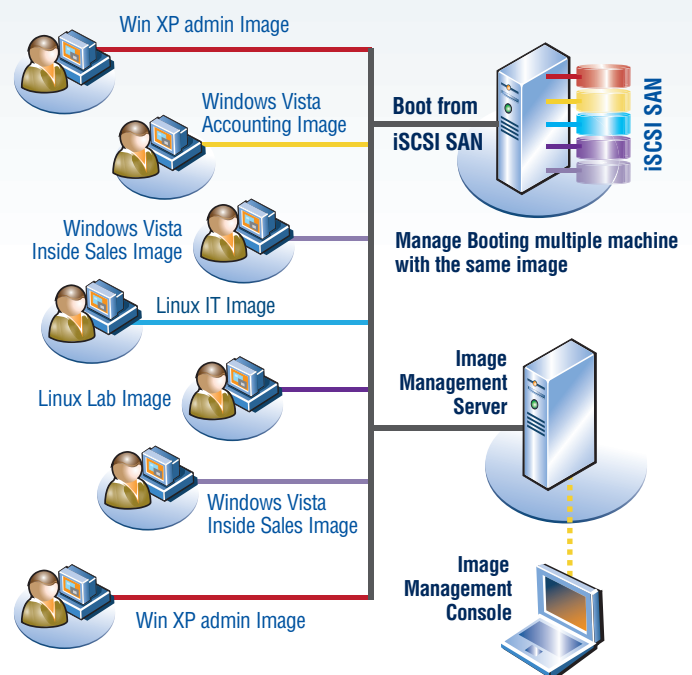 Win XP admin Image
Windows Vista
Accounting Image
Windows Vista
Inside Sales Image
Linux IT Image
Linux Lab Image
Windows Vista
Inside Sales Image
Win XP admin Image
Boot from
iSCSI SAN
iSCSI SAN
Manage Booting multiple machine
with the same image
Image
Management
Server
Image
Management
Console